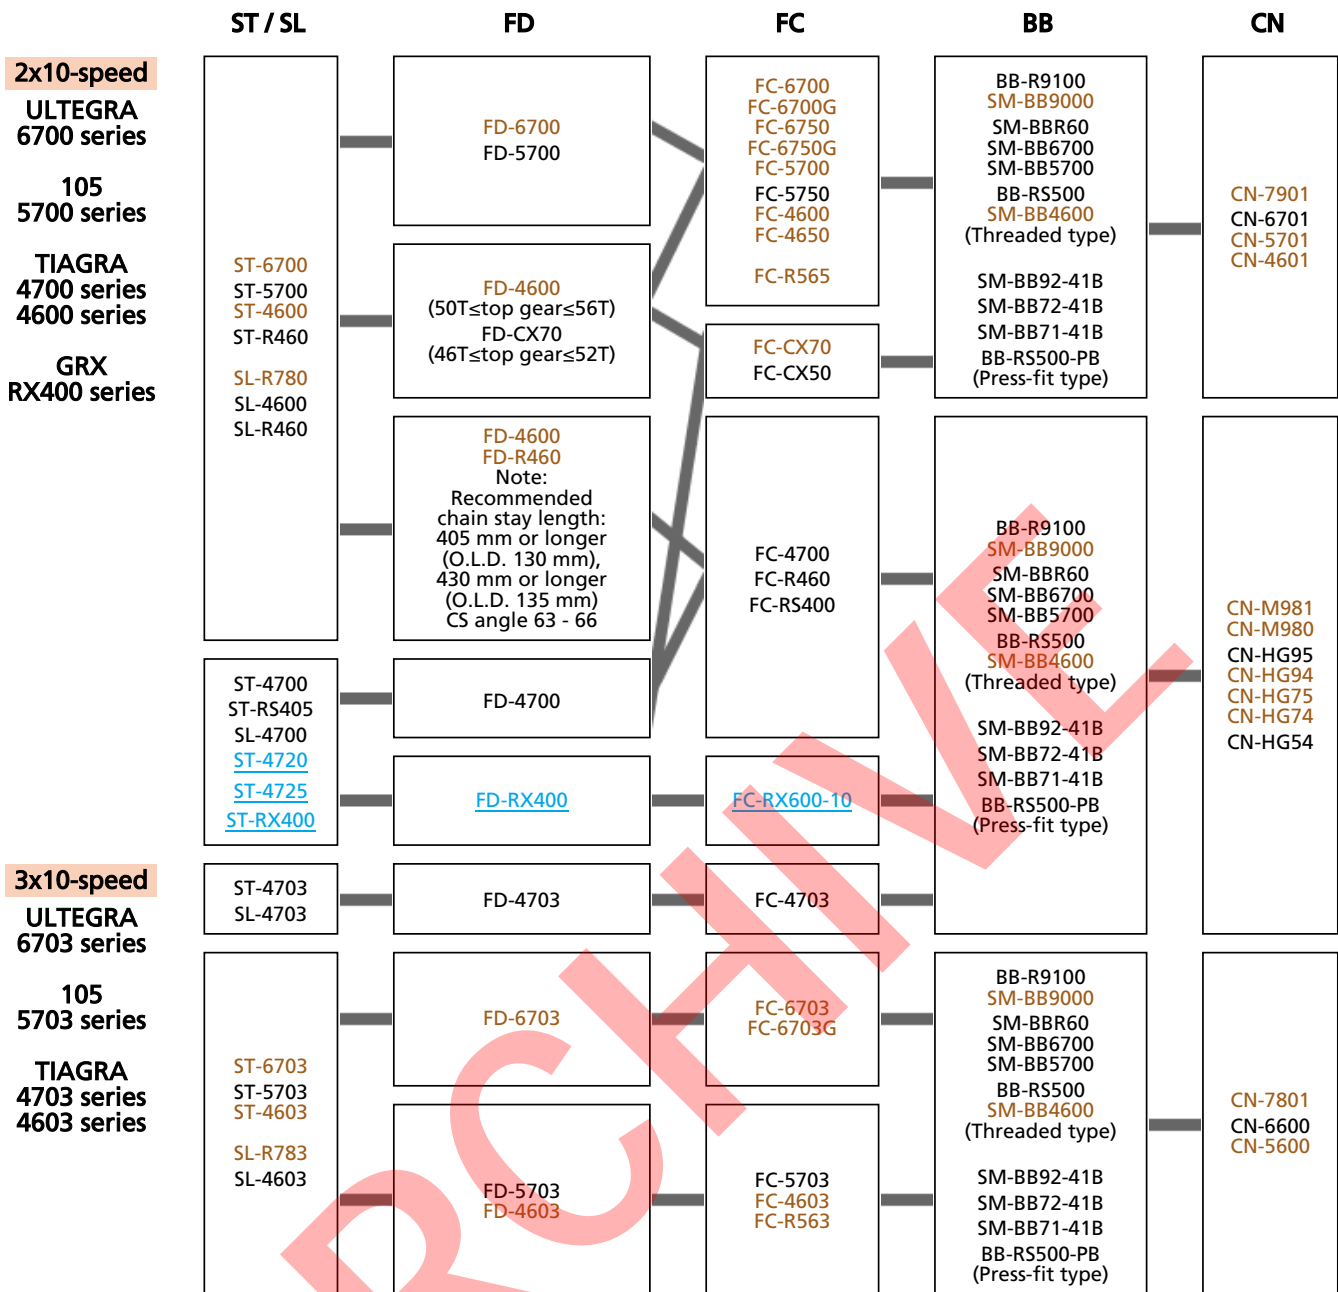 ST / SL
FD
FC
BB
CN
2x10-speed
ULTEGRA
6700 series
105
5700 series
TIAGRA
4700 series
4600 series
GRX
RX400 series
ST-6700
ST-5700
ST-4600
ST-R460
SL-R780
SL-4600
SL-R460
FD-6700
FD-5700
FD-4600
(50T≤top gear≤56T)
FD-CX70
(46T≤top gear≤52T)
FD-4600
FD-R460
Note:
Recommended
chain stay length:
405 mm or longer
(O.L.D. 130 mm),
430 mm or longer
(O.L.D. 135 mm)
CS angle 63 - 66
FC-6700
FC-6700G
FC-6750
FC-6750G
FC-5700
FC-5750
FC-4600
FC-4650
FC-R565
FC-CX70
FC-CX50
BB-R9100
SM-BB9000
SM-BBR60
SM-BB6700
SM-BB5700
BB-RS500
SM-BB4600
(Threaded type)
SM-BB92-41B
SM-BB72-41B
SM-BB71-41B
BB-RS500-PB
(Press-fit type)
CN-7901
CN-6701
CN-5701
CN-4601
ST-4700
ST-RS405
SL-4700
ST-4720
ST-4725
ST-RX400
FD-4700
FD-RX400
FC-4700
FC-R460
FC-RS400
FC-RX600-10
BB-R9100
SM-BB9000
SM-BBR60
SM-BB6700
SM-BB5700
BB-RS500
SM-BB4600
(Threaded type)
SM-BB92-41B
SM-BB72-41B
SM-BB71-41B
BB-RS500-PB
(Press-fit type)
CN-M981
CN-M980
CN-HG95
CN-HG94
CN-HG75
CN-HG74
CN-HG54
3x10-speed
ULTEGRA
6703 series
105
5703 series
TIAGRA
4703 series
4603 series
ST-4703
SL-4703
FD-4703
FC-4703
ST-6703
ST-5703
ST-4603
SL-R783
SL-4603
FD-6703
FD-5703
FD-4603
FC-6703
FC-6703G
FC-5703
FC-4603
FC-R563
BB-R9100
SM-BB9000
SM-BBR60
SM-BB6700
SM-BB5700
BB-RS500
SM-BB4600
(Threaded type)
SM-BB92-41B
SM-BB72-41B
SM-BB71-41B
BB-RS500-PB
(Press-fit type)
CN-7801
CN-6600
CN-5600
RCHIVE